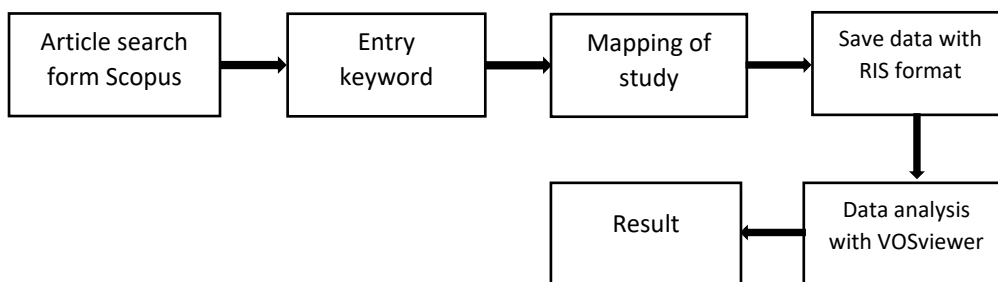 Article search
form Scopus
Entry
keyword
Mapping of
study
Save data with
RIS format
Data analysis
with VOSviewer
Result